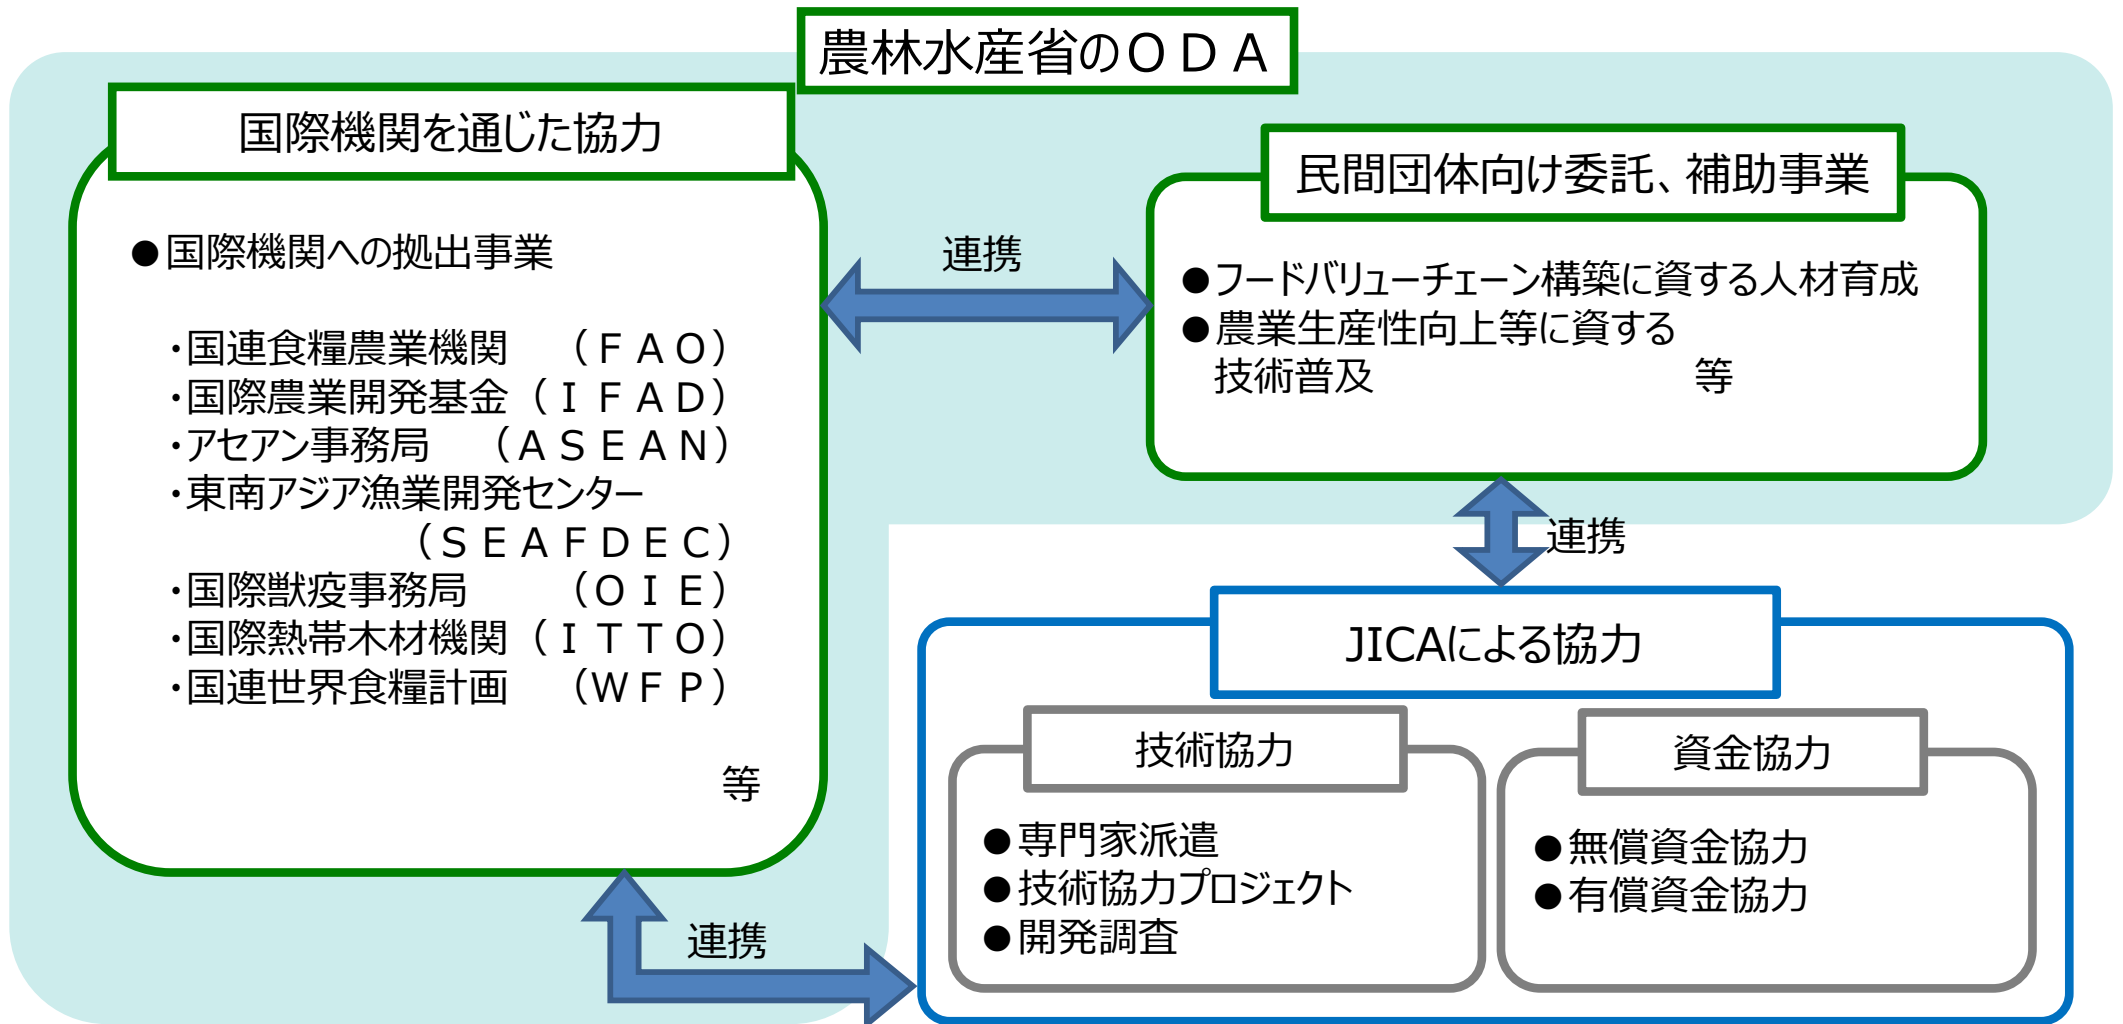 農林水産省のＯＤＡ
国際機関を通じた協力
●国際機関への拠出事業
・国連食糧農業機関　（ＦＡＯ）
・国際農業開発基金（ＩＦＡＤ）
・アセアン事務局　（ＡＳＥＡＮ）
・東南アジア漁業開発センター
（ＳＥＡＦＤＥＣ）
・国際獣疫事務局　　（ＯＩＥ）
・国際熱帯木材機関（ＩＴＴＯ）
・国連世界食糧計画　（ＷＦＰ）
等
連携
民間団体向け委託、補助事業
●フードバリューチェーン構築に資する人材育成
●農業生産性向上等に資する
技術普及　　　　　　　　等
連携
JICAによる協力
技術協力
●専門家派遣
●技術協力プロジェクト
●開発調査
資金協力
●無償資金協力
●有償資金協力
連携